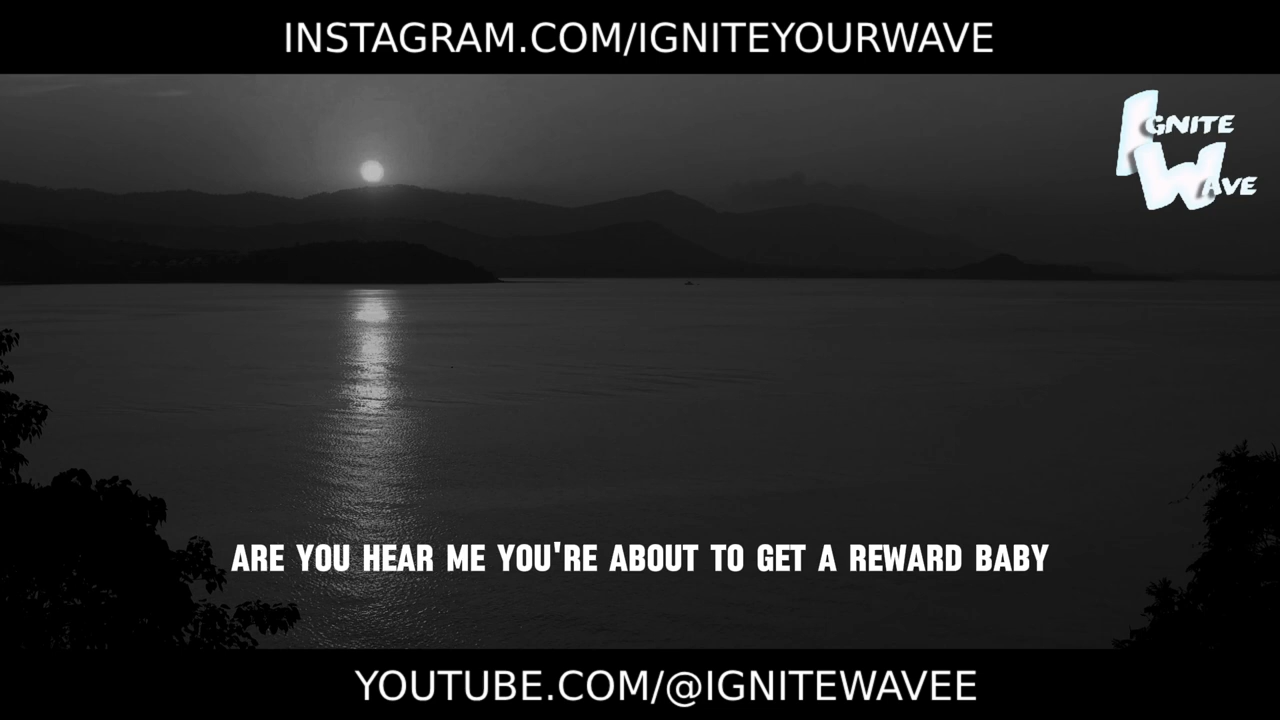 INSTAGRAM.COM/IGNITEYOURWAVE
IGNITE
WAVE
ARE YOU HEAR ME YOU'RE ABOUT TO GET A REWARD BABY
YOUTUBE.COM/@IGNITEWAVEE